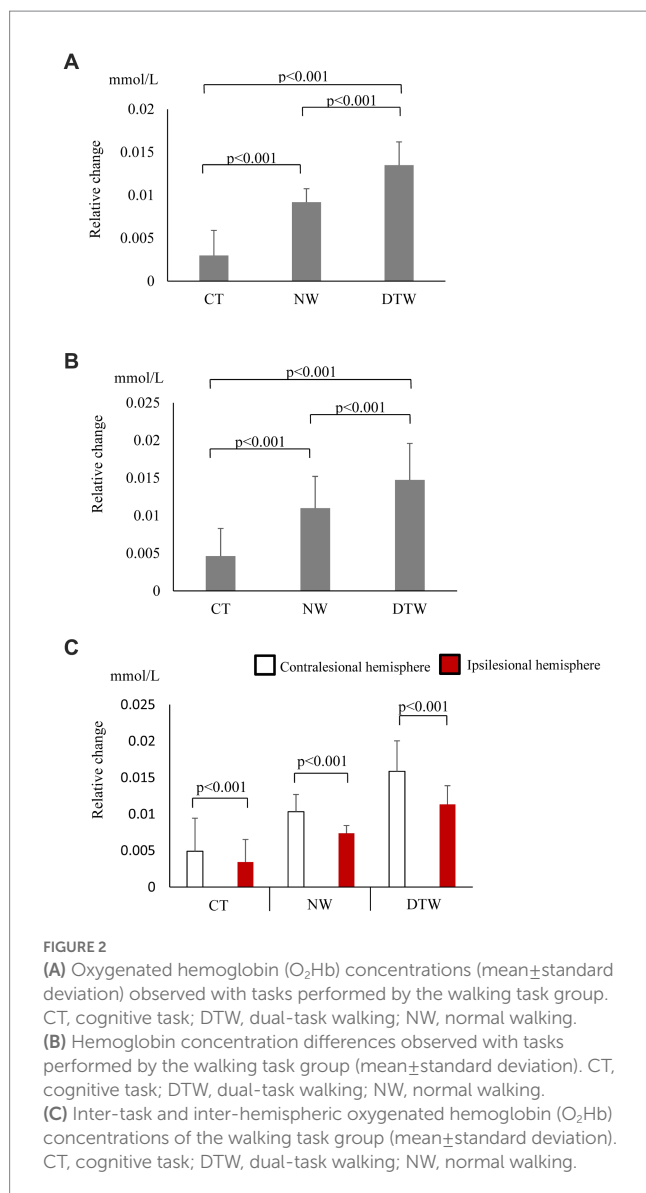 A
mmol/L
p<0.001
p<0.001
p<0.001
Relative change
0.02
0.015
0.01
0.005
0
CT NW DTW
B
mmol/L
p<0.001
p<0.001
p<0.001
Relative change
0.025
0.02
0.015
0.01
0.005
0
CT NW DTW
C
Contralesional hemisphere Ipsilesional hemisphere
mmol/L
p<0.001
p<0.001
p<0.001
Relative change
0.025
0.02
0.015
0.01
0.005
0
CT NW DTW
FIGURE 2
(A) Oxygenated hemoglobin (O₂Hb) concentrations (mean±standard
deviation) observed with tasks performed by the walking task group.
CT, cognitive task; DTW, dual-task walking; NW, normal walking.
(B) Hemoglobin concentration differences observed with tasks
performed by the walking task group (mean±standard deviation). CT,
cognitive task; DTW, dual-task walking; NW, normal walking.
(C) Inter-task and inter-hemispheric oxygenated hemoglobin (O₂Hb)
concentrations of the walking task group (mean±standard deviation).
CT, cognitive task; DTW, dual-task walking; NW, normal walking.